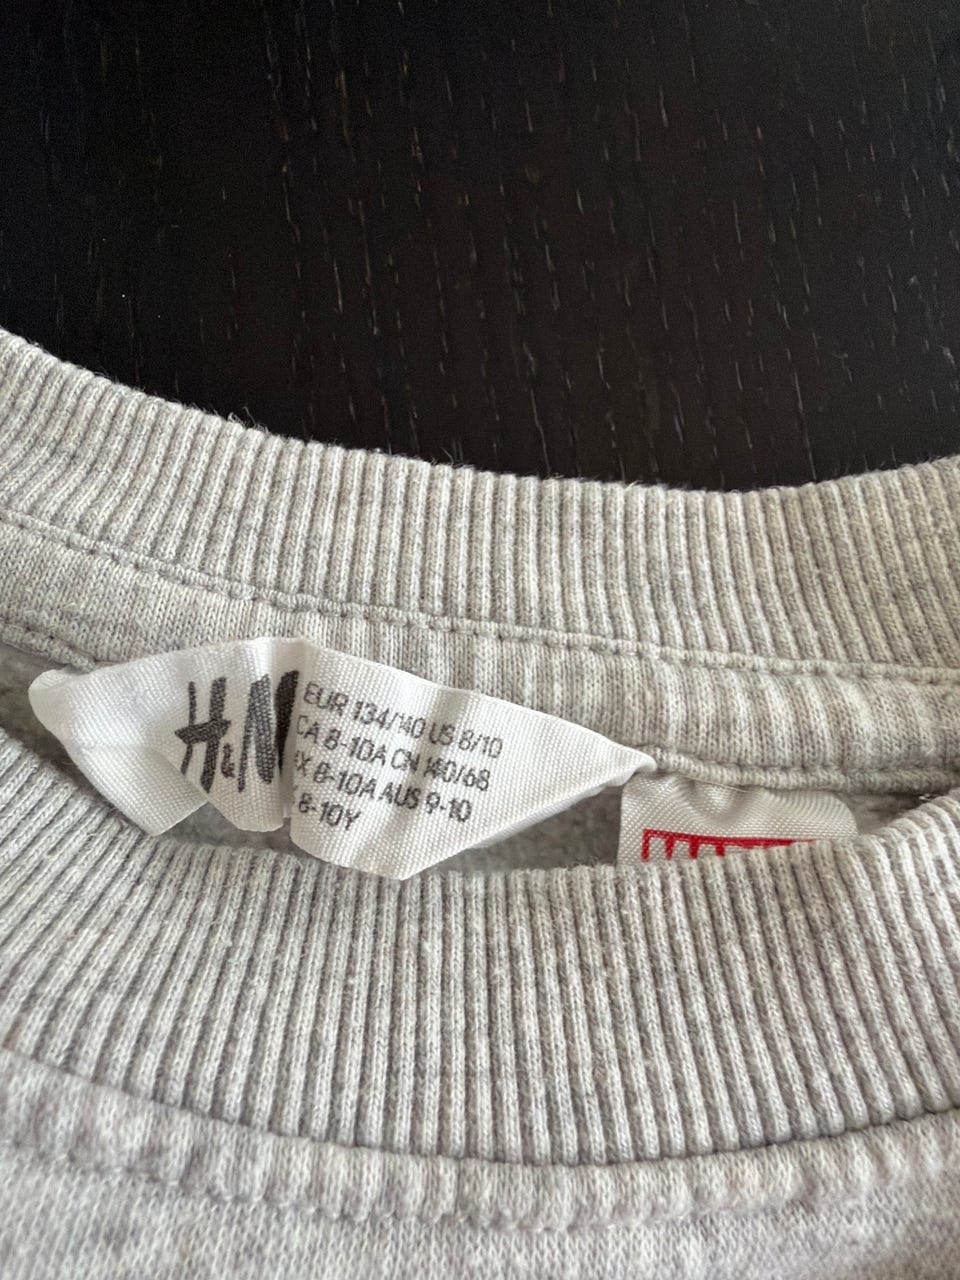 H&M
EUR 134/140 US 8/10
CA 8-10A CN 140/68
X 8-10A AUS 9-10
8-10Y